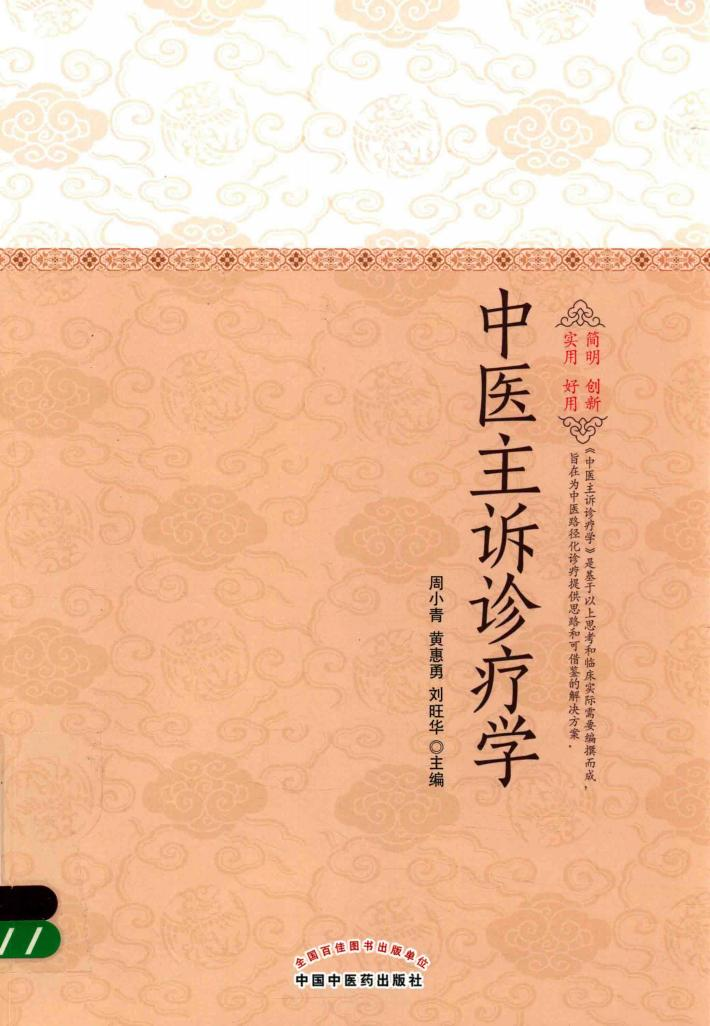 简明 创新
实用 好用
《中医主诉诊疗学》是基于以上思考和临床实际需要编撰而成，
旨在为中医路径化诊疗提供思路和可借鉴的解决方案．
中医主诉诊疗学
周小青 黄惠勇 刘旺华◎主编
全国百佳图书出版单位
中国中医药出版社